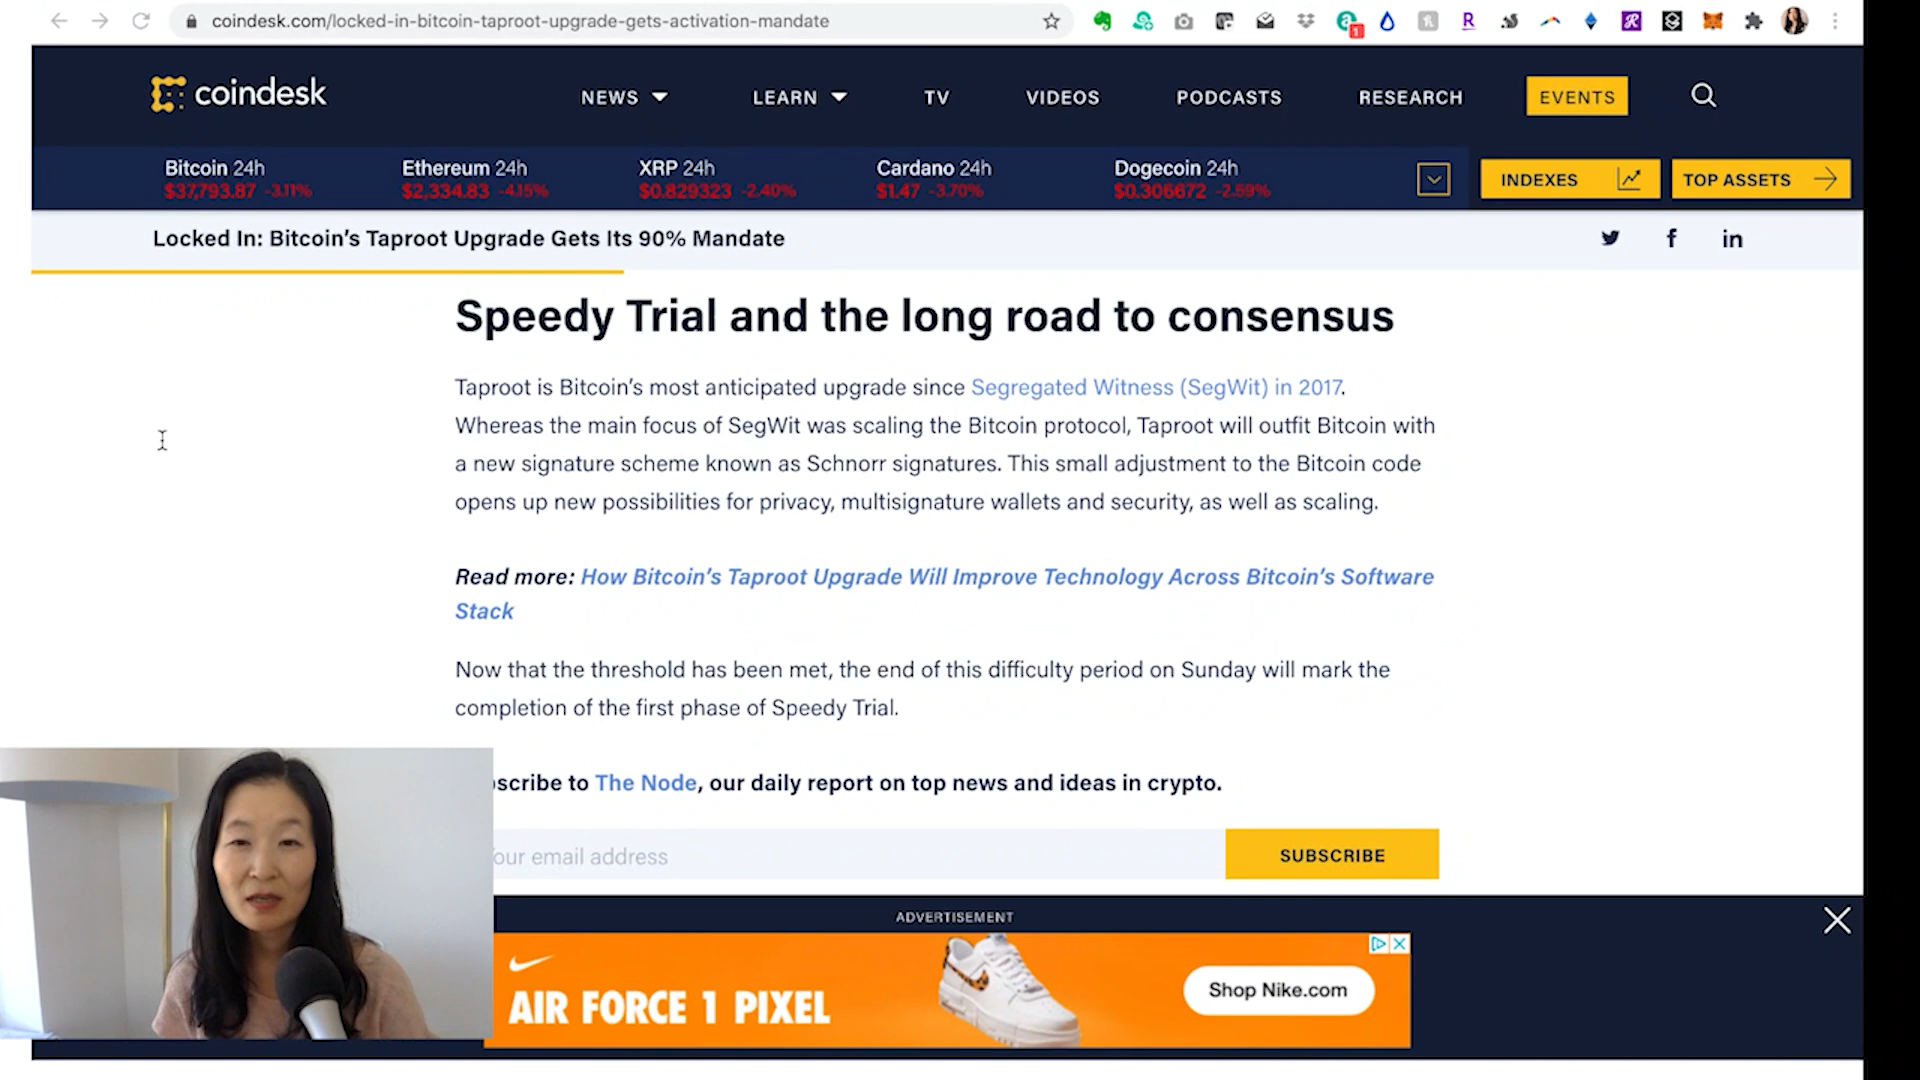 coindesk.com/locked-in-bitcoin-taproot-upgrade-gets-activation-mandate
coindesk
NEWS LEARN TV VIDEOS PODCASTS RESEARCH EVENTS
Bitcoin 24h Ethereum 24h XRP 24h Cardano 24h Dogecoin 24h
$37,793.87 -3.11% $2,334.83 -4.15% $0.829323 -2.40% $1.47 -3.70% $0.306672 -2.69%
INDEXES TOP ASSETS
Locked In: Bitcoin's Taproot Upgrade Gets Its 90% Mandate
Speedy Trial and the long road to consensus
Taproot is Bitcoin's most anticipated upgrade since Segregated Witness (SegWit) in 2017.
Whereas the main focus of SegWit was scaling the Bitcoin protocol, Taproot will outfit Bitcoin with
a new signature scheme known as Schnorr signatures. This small adjustment to the Bitcoin code
opens up new possibilities for privacy, multisignature wallets and security, as well as scaling.
Read more: How Bitcoin's Taproot Upgrade Will Improve Technology Across Bitcoin's Software
Stack
Now that the threshold has been met, the end of this difficulty period on Sunday will mark the
completion of the first phase of Speedy Trial.
scribe to The Node, our daily report on top news and ideas in crypto.
our email address
SUBSCRIBE
ADVERTISEMENT
AIR FORCE 1 PIXEL
Shop Nike.com